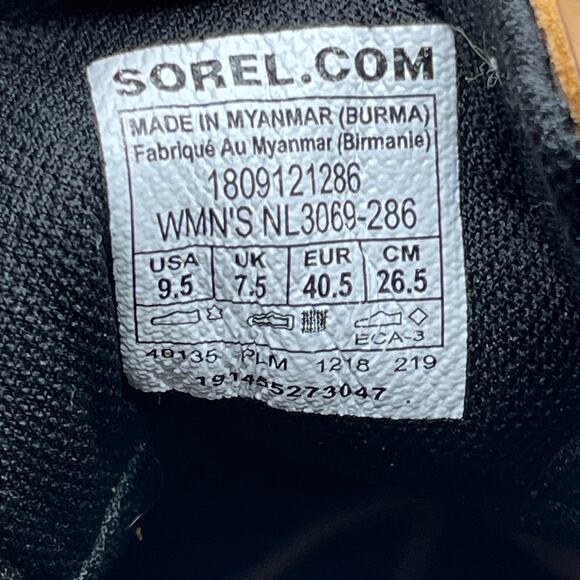 SOREL.COM
MADE IN MYANMAR (BURMA)
Fabriqué Au Myanmar (Birmanie)
1809121286
WMN'S NL3069-286
USA UK EUR CM
9.5 7.5 40.5 26.5
ECA-3
49135 PLM 1218 219
191455273047